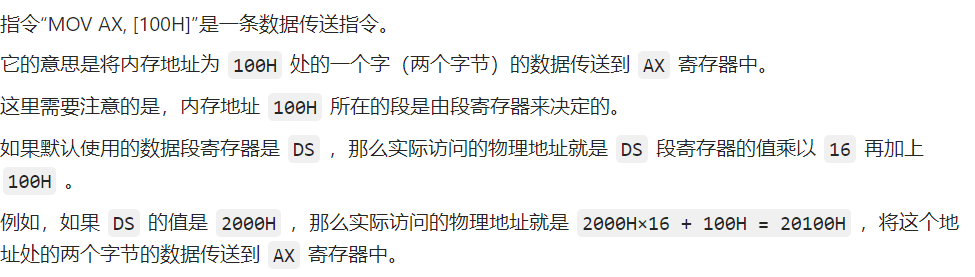 指令“MOV AX, [100H]”是一条数据传送指令。
它的意思是将内存地址为 100H 处的一个字（两个字节）的数据传送到 AX 寄存器中。
这里需要注意的是，内存地址 100H 所在的段是由段寄存器来决定的。
如果默认使用的数据段寄存器是 DS ，那么实际访问的物理地址就是 DS 段寄存器的值乘以 16 再加上
100H 。
例如，如果 DS 的值是 2000H ，那么实际访问的物理地址就是 2000H×16 + 100H = 20100H ，将这个地
址处的两个字节的数据传送到 AX 寄存器中。